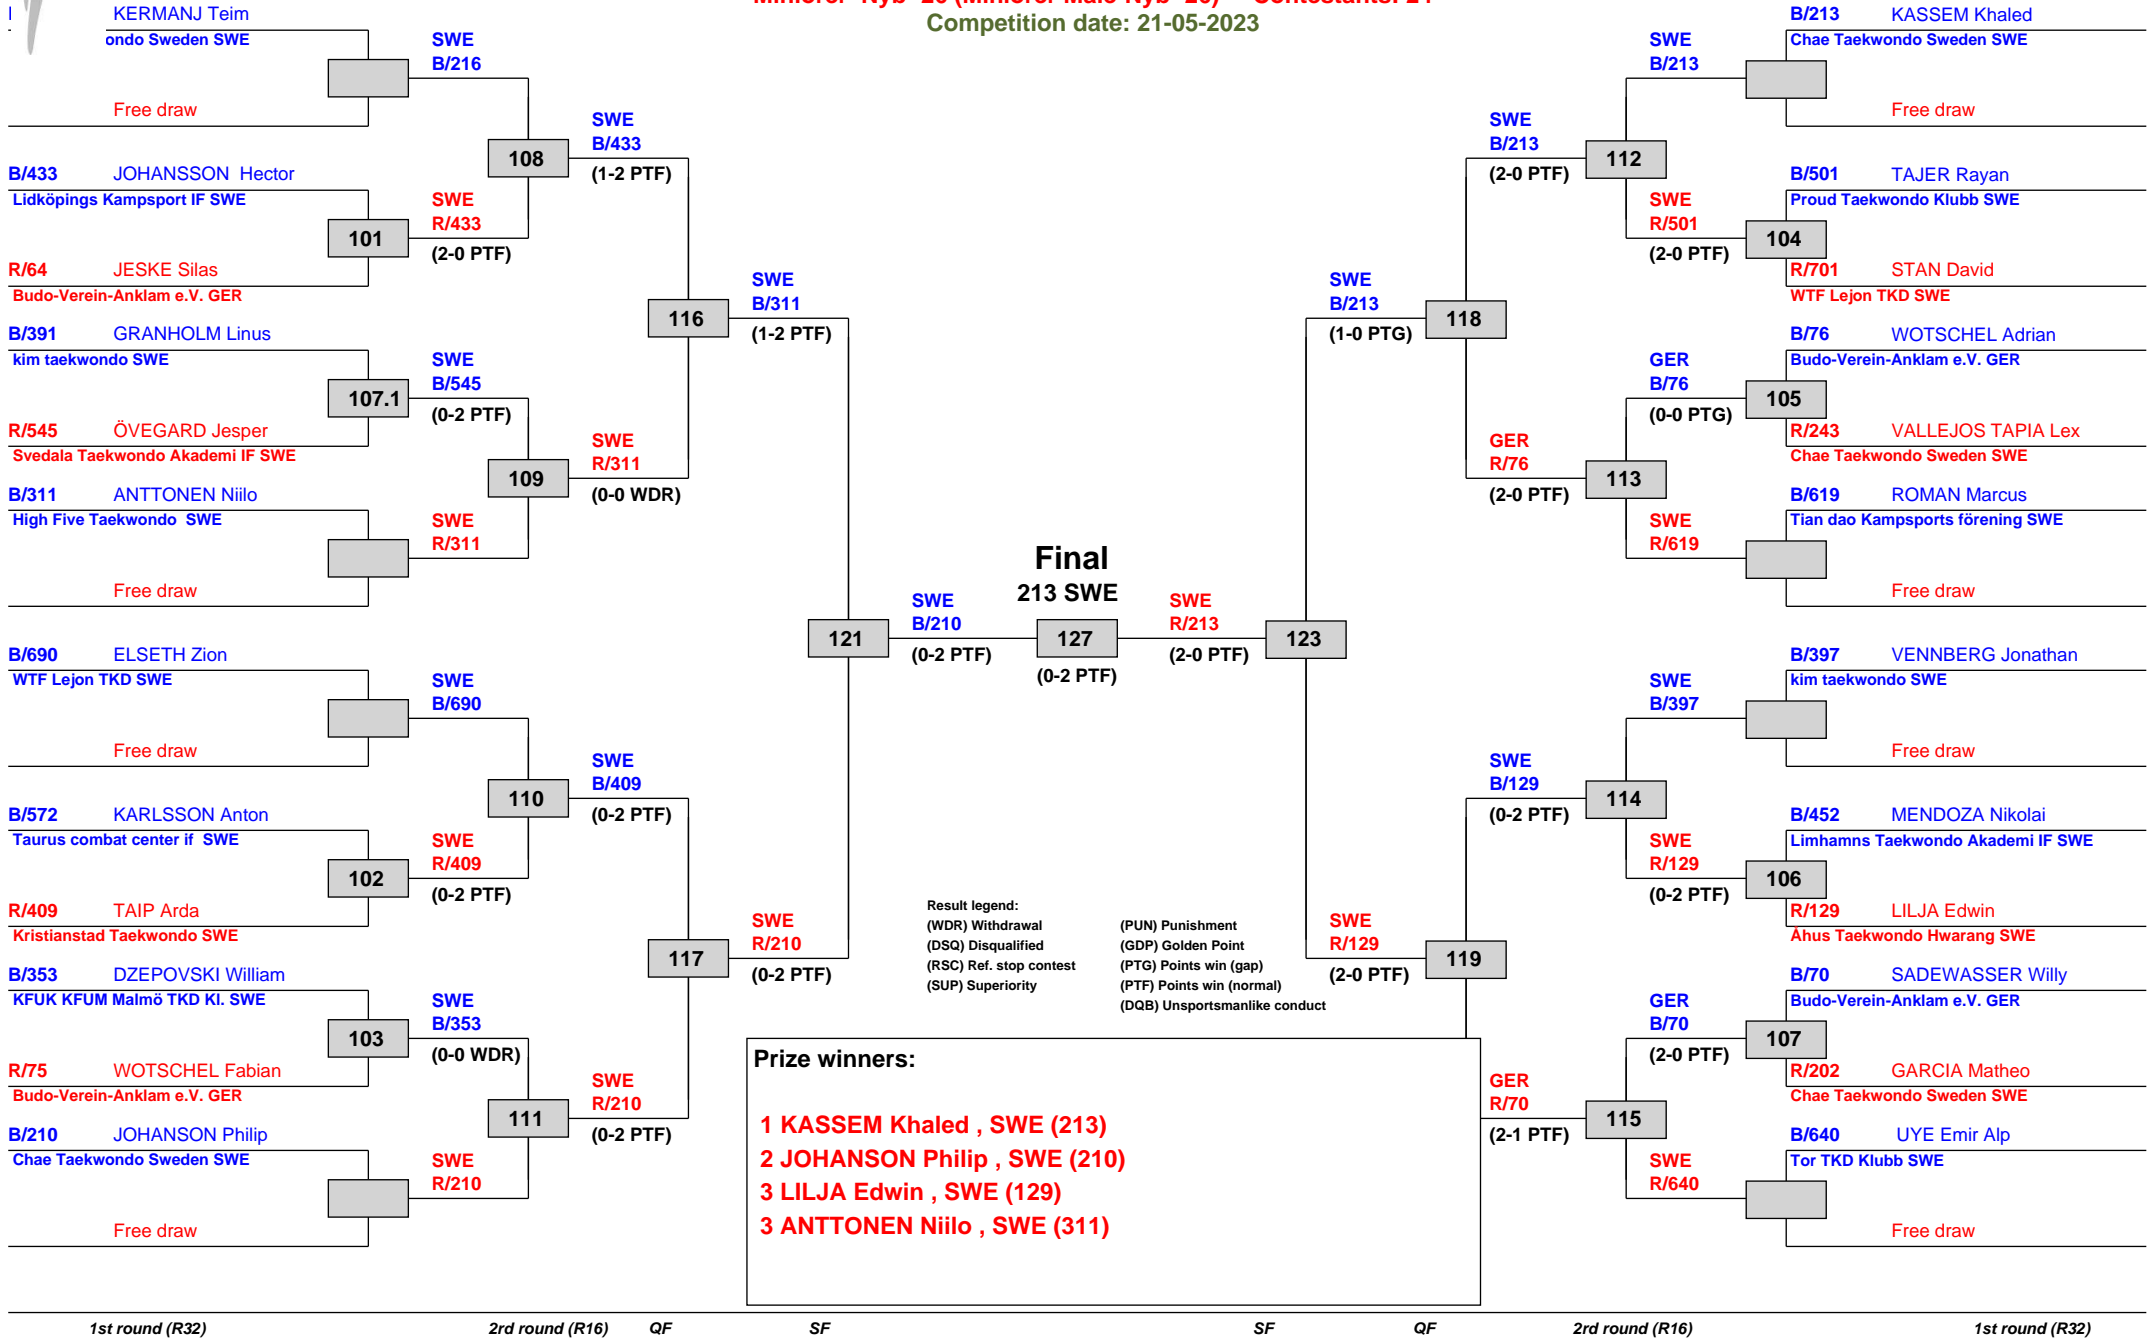 Competition date: 21-05-2023
KERMANJ Teim
ondo Sweden SWE
Free draw
B/433 JOHANSSON Hector
Lidköpings Kampsport IF SWE
R/64 JESKE Silas
Budo-Verein-Anklam e.V. GER
B/391 GRANHOLM Linus
kim taekwondo SWE
R/545 ÖVEGARD Jesper
Svedala Taekwondo Akademi IF SWE
B/311 ANTTONEN Niilo
High Five Taekwondo SWE
Free draw
B/690 ELSETH Zion
WTF Lejon TKD SWE
Free draw
B/572 KARLSSON Anton
Taurus combat center if SWE
R/409 TAIP Arda
Kristianstad Taekwondo SWE
B/353 DZEPOVSKI William
KFUK KFUM Malmö TKD Kl. SWE
R/75 WOTSCHEL Fabian
Budo-Verein-Anklam e.V. GER
B/210 JOHANSON Philip
Chae Taekwondo Sweden SWE
Free draw
101
107.1
102
103
SWE
B/216
SWE
R/433
(2-0 PTF)
SWE
B/545
(0-2 PTF)
SWE
R/311
SWE
B/690
SWE
R/409
(0-2 PTF)
SWE
B/353
(0-0 WDR)
SWE
R/210
108
109
110
111
SWE
B/433
(1-2 PTF)
SWE
R/311
(0-0 WDR)
SWE
B/409
(0-2 PTF)
SWE
R/210
(0-2 PTF)
116
117
SWE
B/311
(1-2 PTF)
SWE
R/210
(0-2 PTF)
121
SWE
B/210
(0-2 PTF)
Final
213 SWE
127
(0-2 PTF)
SWE
R/213
(2-0 PTF)
123
SWE
B/213
(1-0 PTG)
SWE
R/129
(2-0 PTF)
118
119
SWE
B/213
(2-0 PTF)
GER
R/76
(2-0 PTF)
SWE
B/129
(0-2 PTF)
GER
R/70
(2-1 PTF)
112
113
114
115
SWE
B/213
SWE
R/501
(2-0 PTF)
GER
B/76
(0-0 PTG)
SWE
R/619
SWE
B/397
SWE
R/129
(0-2 PTF)
GER
B/70
(2-0 PTF)
SWE
R/640
104
105
106
107
B/213 KASSEM Khaled
Chae Taekwondo Sweden SWE
Free draw
B/501 TAJER Rayan
Proud Taekwondo Klubb SWE
R/701 STAN David
WTF Lejon TKD SWE
B/76 WOTSCHEL Adrian
Budo-Verein-Anklam e.V. GER
R/243 VALLEJOS TAPIA Lex
Chae Taekwondo Sweden SWE
B/619 ROMAN Marcus
Tian dao Kampsports förening SWE
Free draw
B/397 VENNBERG Jonathan
kim taekwondo SWE
Free draw
B/452 MENDOZA Nikolai
Limhamns Taekwondo Akademi IF SWE
R/129 LILJA Edwin
Åhus Taekwondo Hwarang SWE
B/70 SADEWASSER Willy
Budo-Verein-Anklam e.V. GER
R/202 GARCIA Matheo
Chae Taekwondo Sweden SWE
B/640 UYE Emir Alp
Tor TKD Klubb SWE
Free draw
Result legend:
(WDR) Withdrawal (PUN) Punishment
(DSQ) Disqualified (GDP) Golden Point
(RSC) Ref. stop contest (PTG) Points win (gap)
(SUP) Superiority (PTF) Points win (normal)
(DQB) Unsportsmanlike conduct
Prize winners:
1 KASSEM Khaled , SWE (213)
2 JOHANSON Philip , SWE (210)
3 LILJA Edwin , SWE (129)
3 ANTTONEN Niilo , SWE (311)
1st round (R32) 2rd round (R16) QF SF SF QF 2rd round (R16) 1st round (R32)